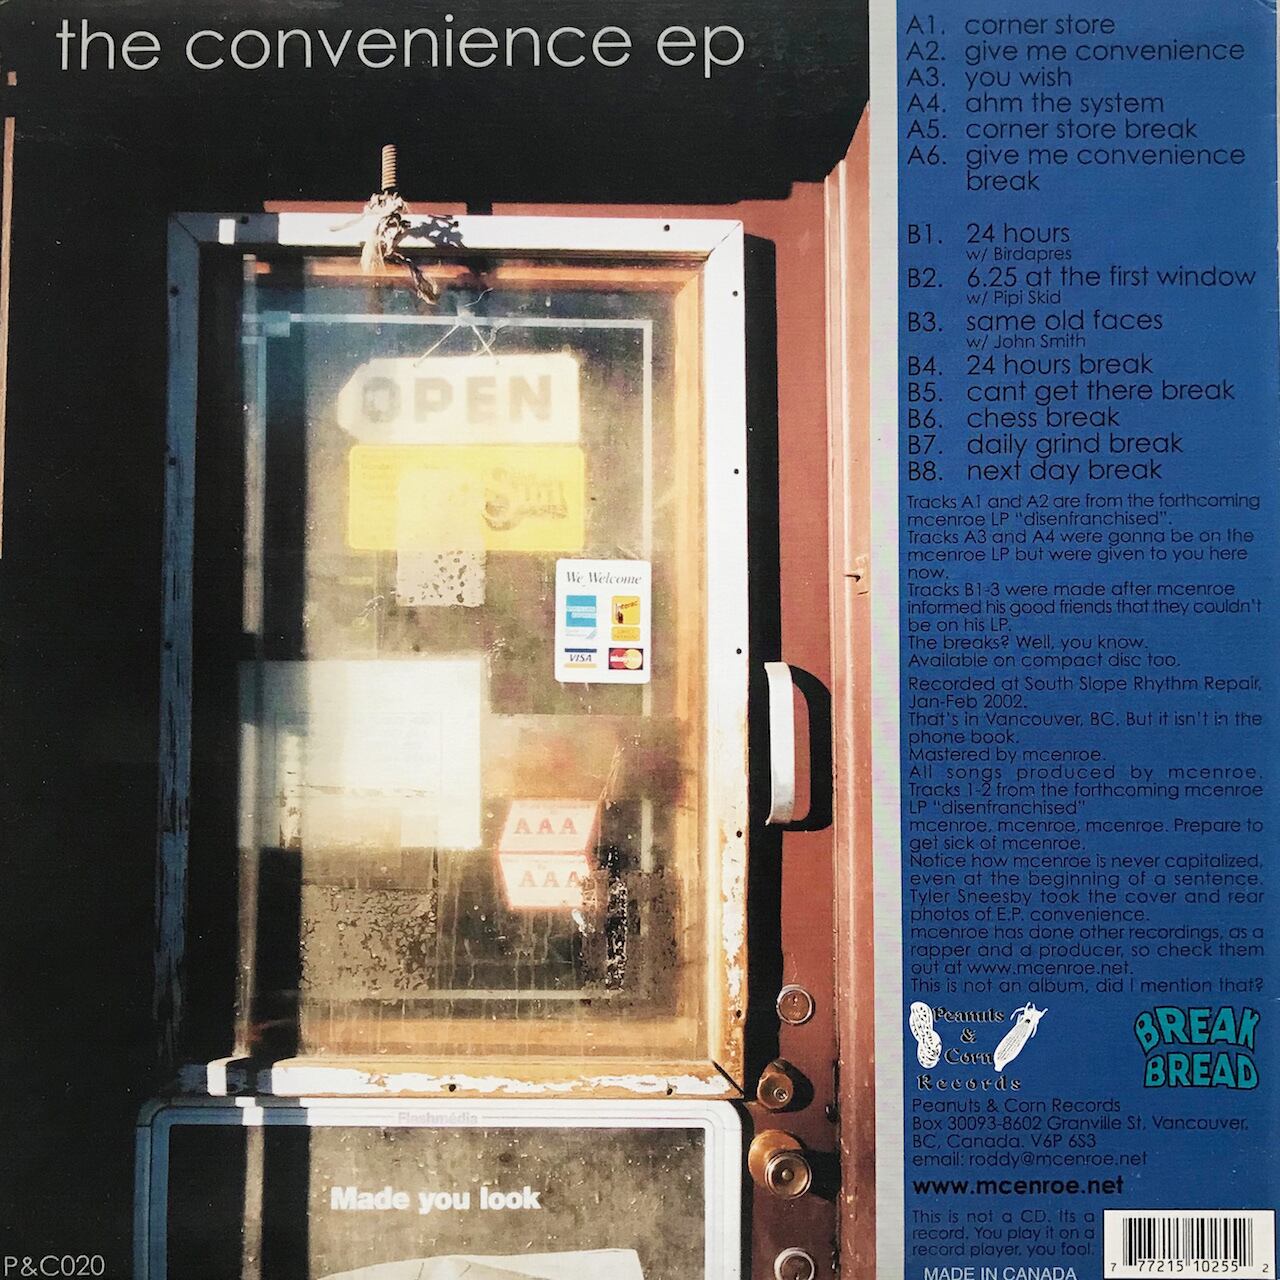 the convenience ep
A1. corner store
A2. give me convenience
A3. you wish
A4. ahm the system
A5. corner store break
A6. give me convenience
break
B1. 24 hours
w/ Birdapres
B2. 6.25 at the first window
w/ Pipi Skid
B3. same old faces
w/ John Smith
B4. 24 hours break
B5. cant get there break
B6. chess break
B7. daily grind break
B8. next day break
Tracks A1 and A2 are from the forthcoming
mcenroe LP "disenfranchised".
Tracks A3 and A4 were gonna be on the
mcenroe LP but were given to you here
now.
Tracks B1-3 were made after mcenroe
informed his good friends that they couldn't
be on his LP.
The breaks? Well, you know.
Available on compact disc too.
Recorded at South Slope Rhythm Repair,
Jan-Feb 2002.
That's in Vancouver, BC. But it isn't in the
phone book.
Mastered by mcenroe.
All songs produced by mcenroe.
Tracks 1-2 from the forthcoming mcenroe
LP "disenfranchised"
mcenroe, mcenroe, mcenroe. Prepare to
get sick of mcenroe.
Notice how mcenroe is never capitalized,
even at the beginning of a sentence.
Tyler Sneesby took the cover and rear
photos of E.P. convenience.
mcenroe has done other recordings, as a
rapper and a producer, so check them
out at www.mcenroe.net.
This is not an album, did I mention that?
Peanuts
&
Corn
Records
BREAK
BREAD
Peanuts & Corn Records
Box 30093-8602 Granville St, Vancouver,
BC, Canada. V6P 6S3
email: roddy@mcenroe.net
www.mcenroe.net
This is not a CD. Its a
record. You play it on a
record player, you fool.
MADE IN CANADA
7 77215 10255 2
OPEN
We Welcome
Interac
VISA
MasterCard
AAA
AAA
Flashmédia
Made you look
P&C020